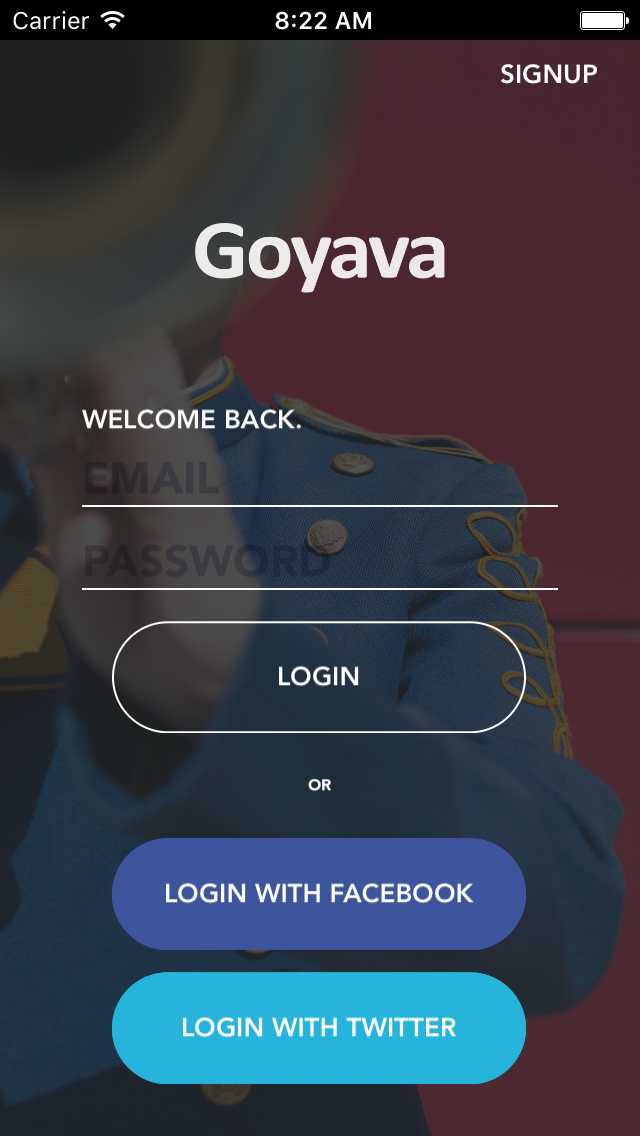 Carrier 8:22 AM
SIGNUP
Goyava
WELCOME BACK.
EMAIL
PASSWORD
LOGIN
OR
LOGIN WITH FACEBOOK
LOGIN WITH TWITTER